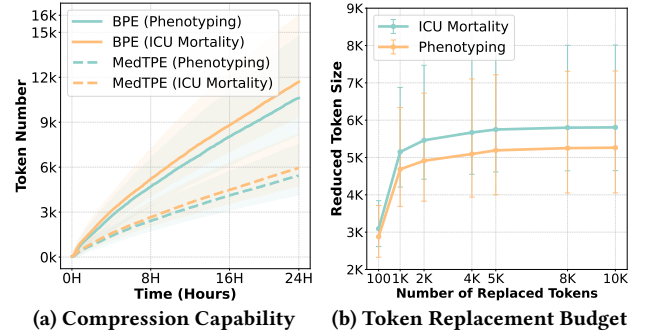 16k
15k
12k
9k
6k
3k
0k
Token Number
BPE (Phenotyping)
BPE (ICU Mortality)
MedTPE (Phenotyping)
MedTPE (ICU Mortality)
0H 8H 16H 24H
Time (Hours)
(a) Compression Capability
9K
8K
7K
6K
5K
4K
3K
2K
Reduced Token Size
ICU Mortality
Phenotyping
100 1K 2K 4K 5K 8K 10K
Number of Replaced Tokens
(b) Token Replacement Budget